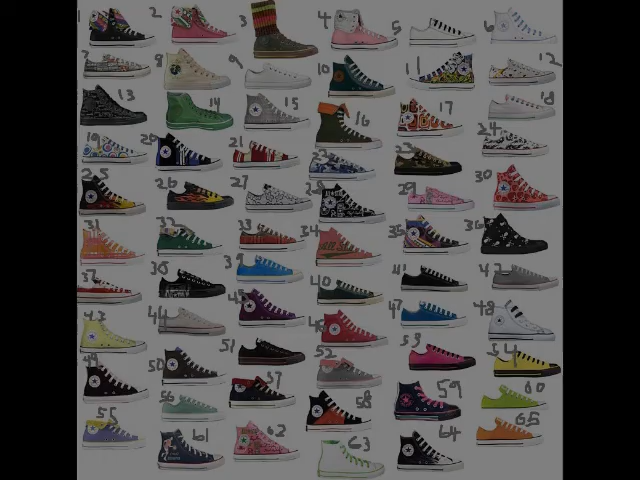 1 2 3 4 5 6
7 8 9 10 11 12
13 14 15 16 17 18
19 20 21 22 23 24
25 26 27 28 29 30
31 32 33 34 35 36
37 38 39 40 41 42
43 44 45 46 47 48
49 50 51 52 53 54
55 56 57 58 59 60
61 62 63 64 65